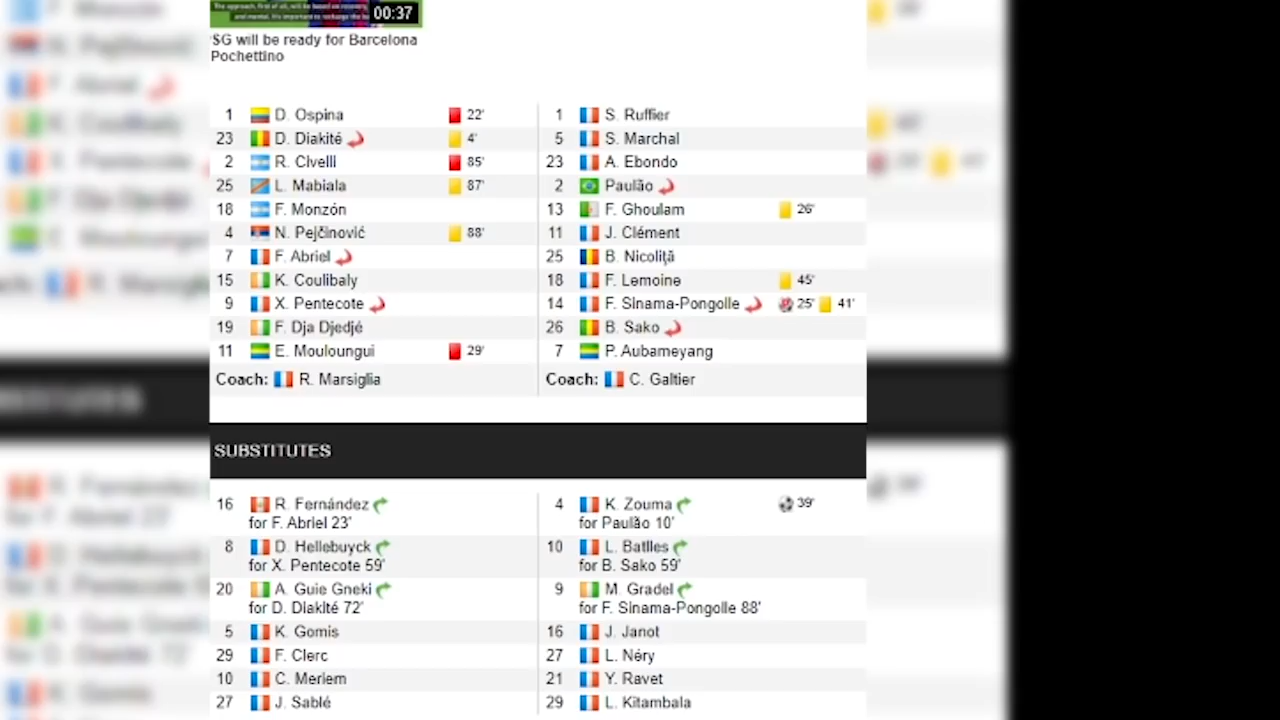 00:37
SG will be ready for Barcelona
Pochettino
1 D. Ospina 22'
23 D. Diakité 4'
2 R. Civelli 85'
25 L. Mabiala 87'
18 F. Monzón
4 N. Pejčinović 88'
7 F. Abriel
15 K. Coulibaly
9 X. Pentecote
19 F. Dja Djedjé
11 E. Mouloungui 29'
Coach: R. Marsiglia
1 S. Ruffier
5 S. Marchal
23 A. Ebondo
2 Paulão
13 F. Ghoulam 26'
11 J. Clément
25 B. Nicoliţă
18 F. Lemoine 45'
14 F. Sinama-Pongolle 25' 41'
26 B. Sako
7 P. Aubameyang
Coach: C. Galtier
SUBSTITUTES
16 R. Fernández
for F. Abriel 23'
8 D. Hellebuyck
for X. Pentecote 59'
20 A. Guie Gneki
for D. Diakité 72'
5 K. Gomis
29 F. Clerc
10 C. Meriem
27 J. Sablé
4 K. Zouma 39'
for Paulão 10'
10 L. Batlles
for B. Sako 59'
9 M. Gradel
for F. Sinama-Pongolle 88'
16 J. Janot
27 L. Néry
21 Y. Ravet
29 L. Kitambala